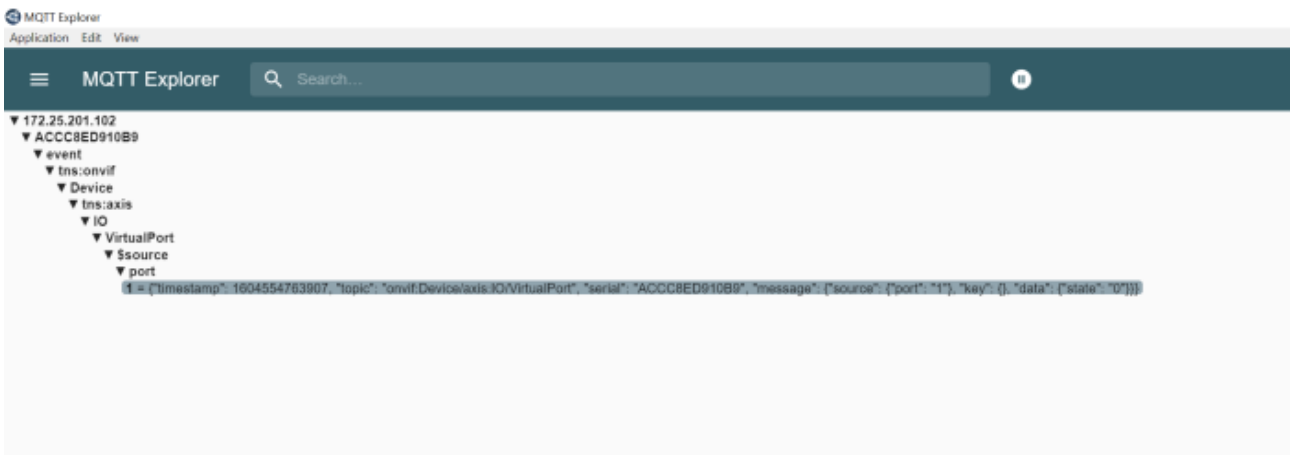 MQTT Explorer
Application Edit View
MQTT Explorer Search...
▼ 172.25.201.102
▼ ACCC8ED910B9
▼ event
▼ tns:onvif
▼ Device
▼ tns:axis
▼ IO
▼ VirtualPort
▼ $source
▼ port
1 = {"timestamp": 1604554763907, "topic": "onvif:Device/axis:IO/VirtualPort", "serial": "ACCC8ED910B9", "message": {"source": {"port": "1"}, "key": {}, "data": {"state": "0"}}}